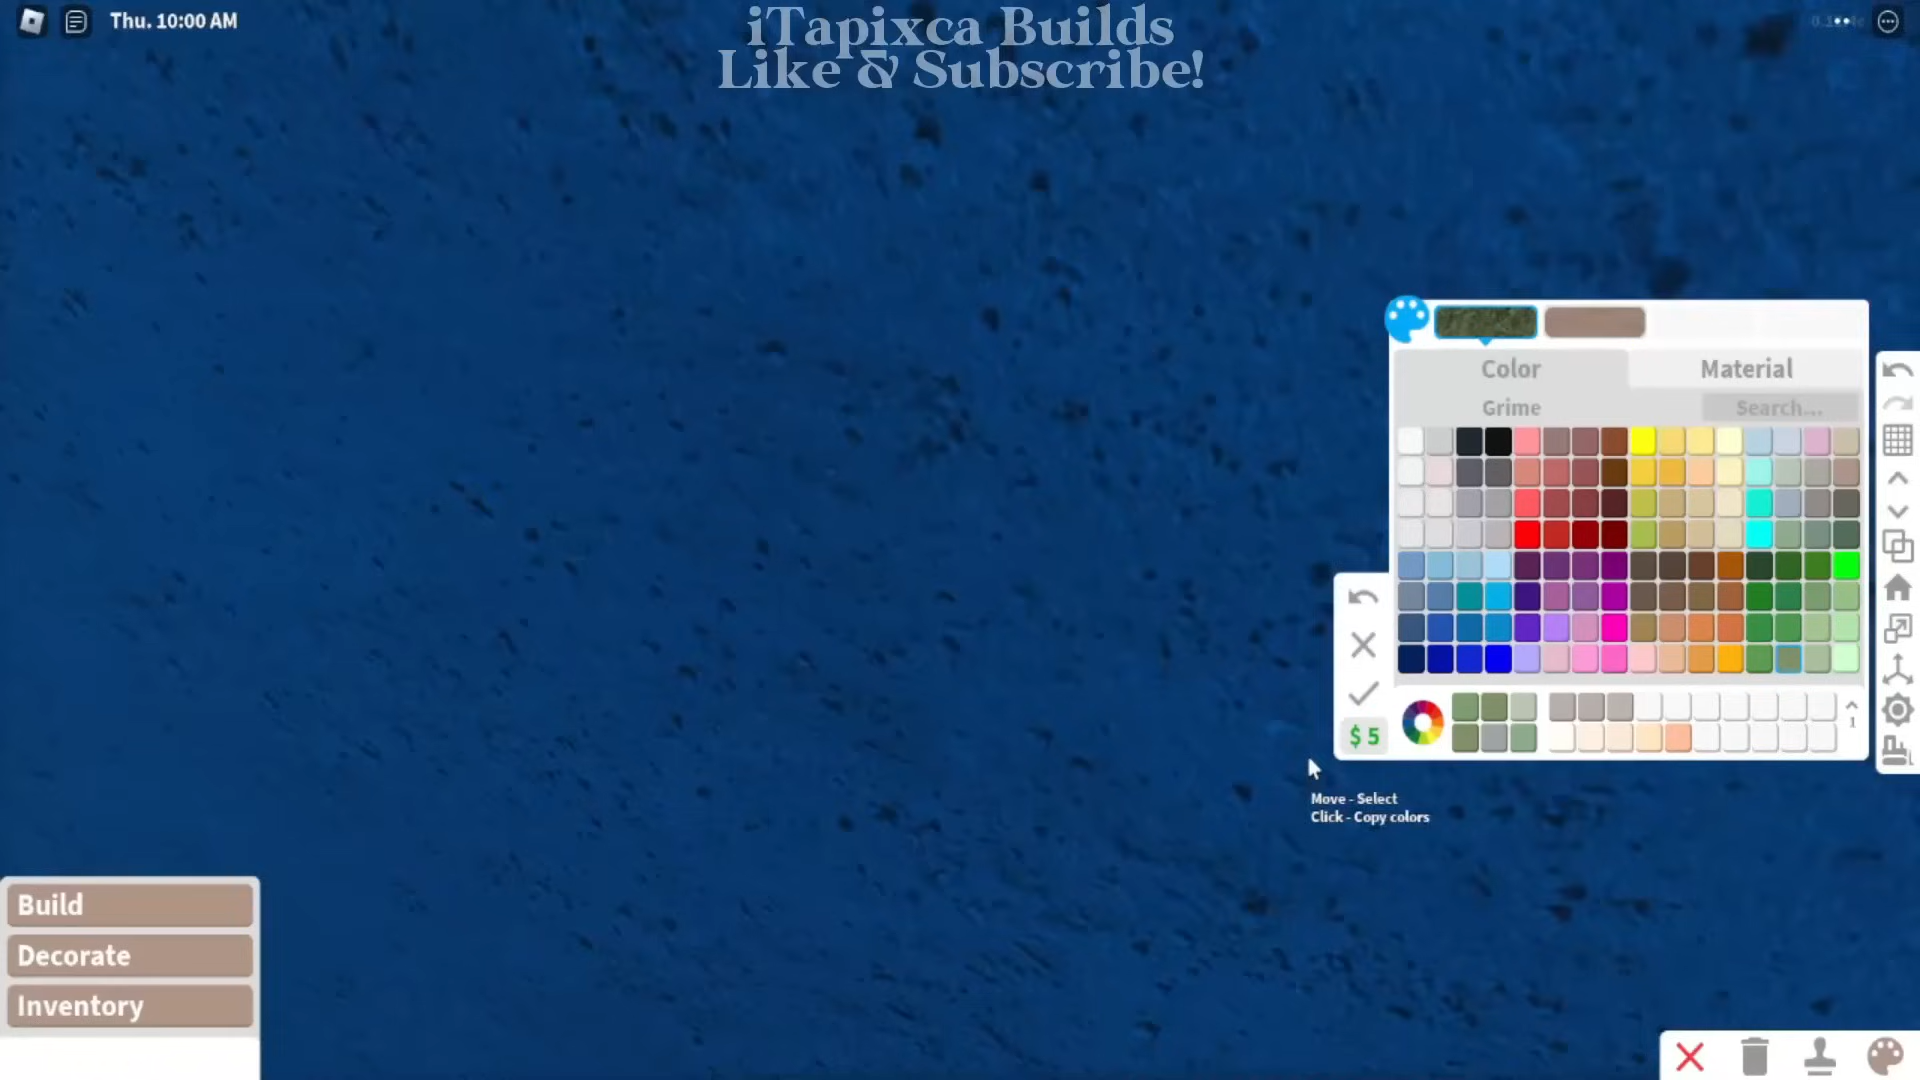 Thu. 10:00 AM
iTapixca Builds
Like & Subscribe!
Color
Material
Grime
Search...
$ 5
1
Move - Select
Click - Copy colors
Build
Decorate
Inventory